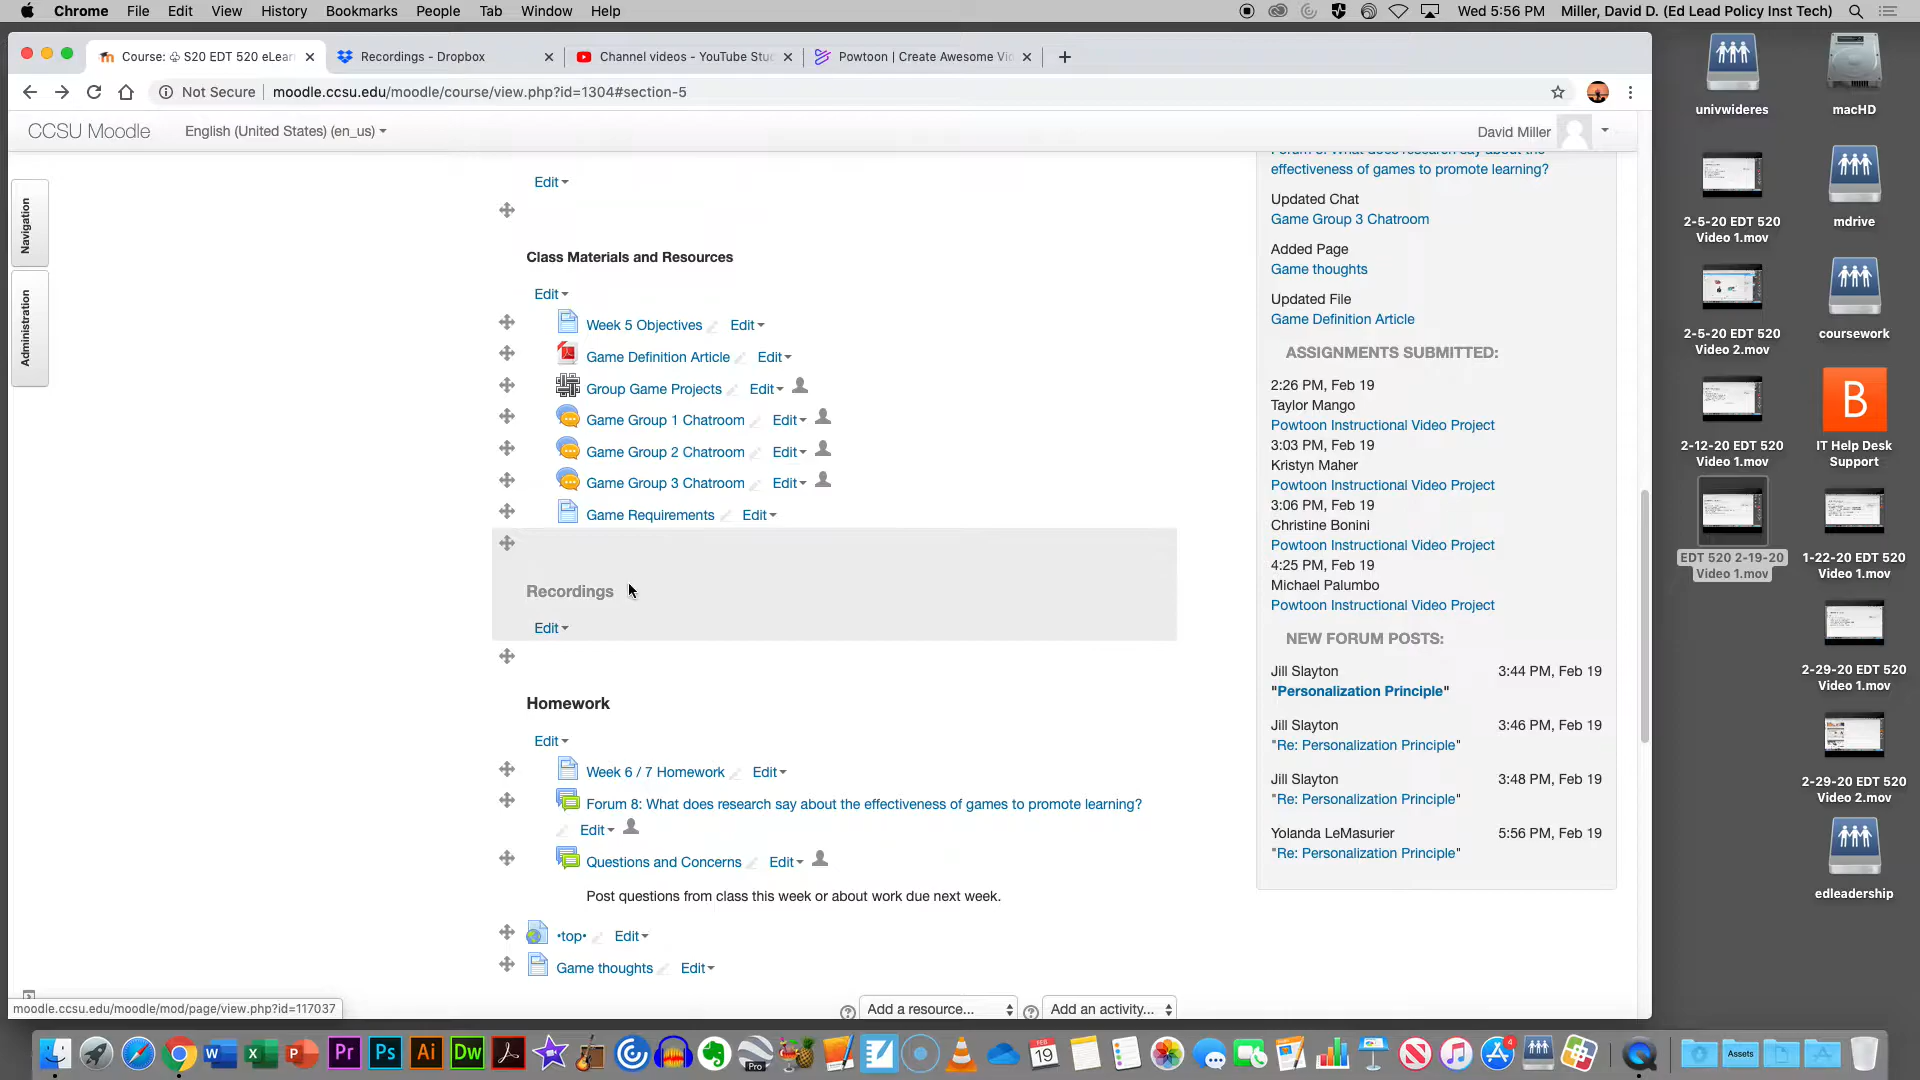 Chrome File Edit View History Bookmarks People Tab Window Help
Wed 5:56 PM Miller, David D. (Ed Lead Policy Inst Tech)
Course: ♧ S20 EDT 520 eLear
Recordings - Dropbox
Channel videos - YouTube Stu
Powtoon | Create Awesome Vi
Not Secure moodle.ccsu.edu/moodle/course/view.php?id=1304#section-5
CCSU Moodle English (United States) (en_us) David Miller
Navigation
Administration
Edit
Class Materials and Resources
Edit
Week 5 Objectives Edit
Game Definition Article Edit
Group Game Projects Edit
Game Group 1 Chatroom Edit
Game Group 2 Chatroom Edit
Game Group 3 Chatroom Edit
Game Requirements Edit
Recordings
Edit
Homework
Edit
Week 6 / 7 Homework Edit
Forum 8: What does research say about the effectiveness of games to promote learning?
Edit
Questions and Concerns Edit
Post questions from class this week or about work due next week.
•top• Edit
Game thoughts Edit
Add a resource... Add an activity...
moodle.ccsu.edu/moodle/mod/page/view.php?id=117037
Forum 8: What does research say about the
effectiveness of games to promote learning?
Updated Chat
Game Group 3 Chatroom
Added Page
Game thoughts
Updated File
Game Definition Article
ASSIGNMENTS SUBMITTED:
2:26 PM, Feb 19
Taylor Mango
Powtoon Instructional Video Project
3:03 PM, Feb 19
Kristyn Maher
Powtoon Instructional Video Project
3:06 PM, Feb 19
Christine Bonini
Powtoon Instructional Video Project
4:25 PM, Feb 19
Michael Palumbo
Powtoon Instructional Video Project
NEW FORUM POSTS:
Jill Slayton 3:44 PM, Feb 19
"Personalization Principle"
Jill Slayton 3:46 PM, Feb 19
"Re: Personalization Principle"
Jill Slayton 3:48 PM, Feb 19
"Re: Personalization Principle"
Yolanda LeMasurier 5:56 PM, Feb 19
"Re: Personalization Principle"
univwideres
macHD
2-5-20 EDT 520
Video 1.mov
mdrive
2-5-20 EDT 520
Video 2.mov
coursework
2-12-20 EDT 520
Video 1.mov
B
IT Help Desk
Support
EDT 520 2-19-20
Video 1.mov
1-22-20 EDT 520
Video 1.mov
2-29-20 EDT 520
Video 1.mov
2-29-20 EDT 520
Video 2.mov
edleadership
W X P Pr Ps Ai Dw Pro FEB 19 4 Assets